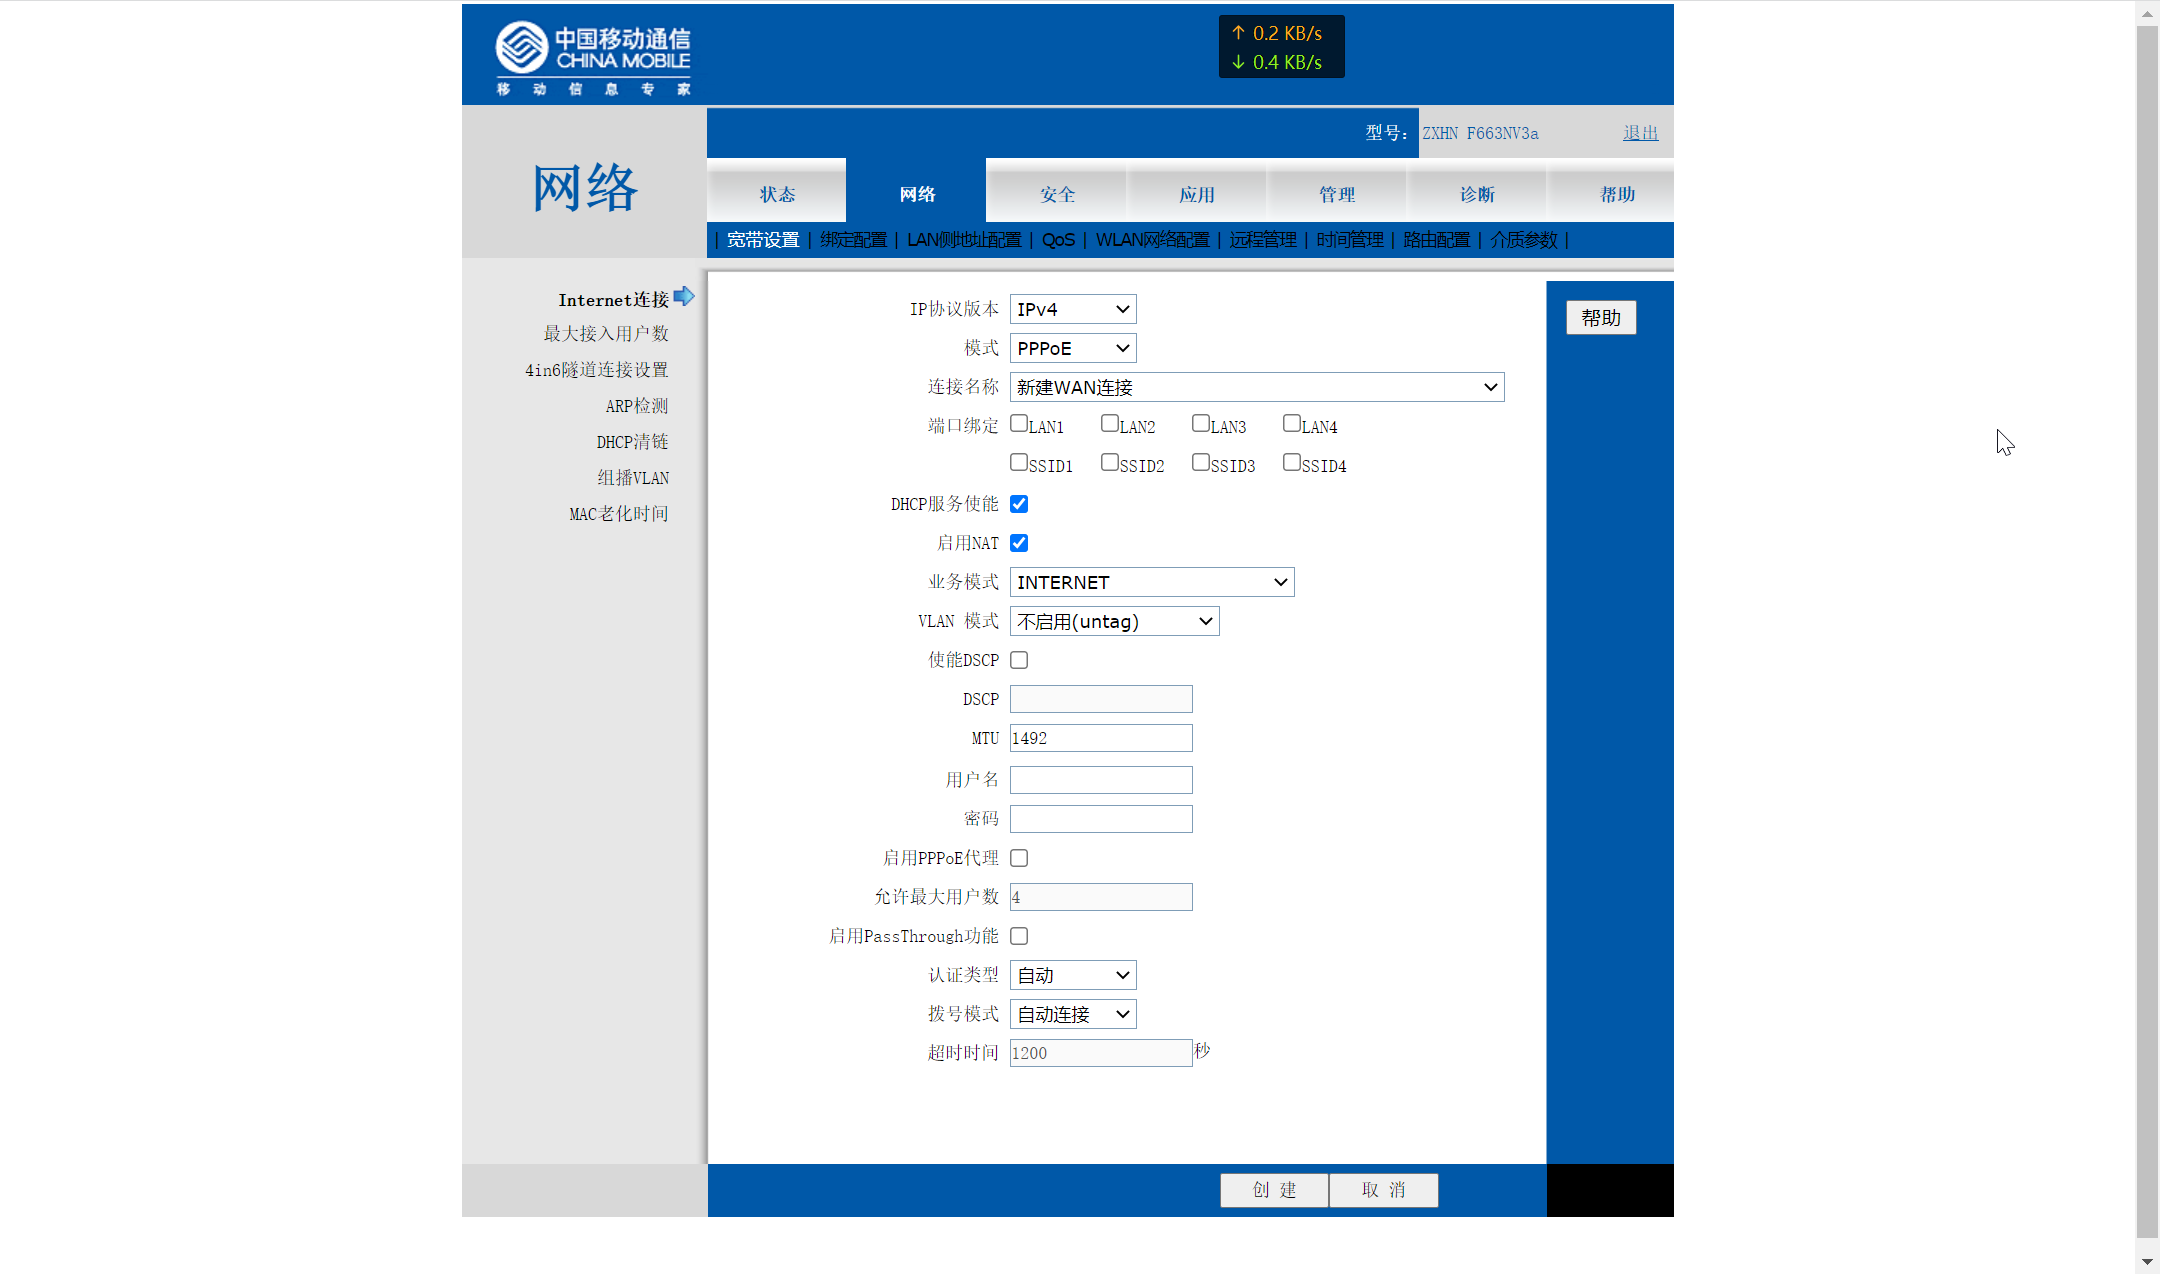 中国移动通信
CHINA MOBILE
移 动 信 息 专 家
↑ 0.2 KB/s
↓ 0.4 KB/s
型号: ZXHN F663NV3a 退出
网络
状态 网络 安全 应用 管理 诊断 帮助
| 宽带设置 | 绑定配置 | LAN侧地址配置 | QoS | WLAN网络配置 | 远程管理 | 时间管理 | 路由配置 | 介质参数 |
Internet连接
最大接入用户数
4in6隧道连接设置
ARP检测
DHCP清链
组播VLAN
MAC老化时间
IP协议版本 IPv4
模式 PPPoE
连接名称 新建WAN连接
端口绑定 LAN1 LAN2 LAN3 LAN4
SSID1 SSID2 SSID3 SSID4
DHCP服务使能
启用NAT
业务模式 INTERNET
VLAN 模式 不启用(untag)
使能DSCP
DSCP
MTU 1492
用户名
密码
启用PPPoE代理
允许最大用户数 4
启用PassThrough功能
认证类型 自动
拨号模式 自动连接
超时时间 1200 秒
帮助
创 建 取 消